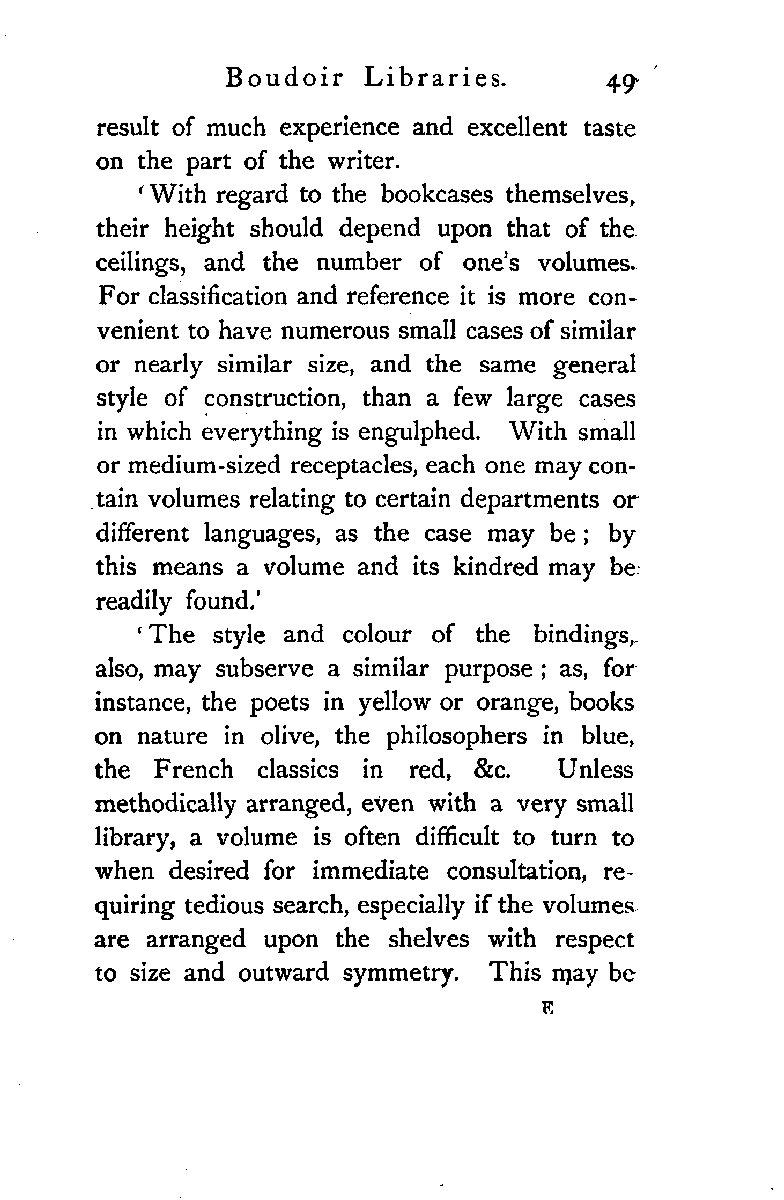 Boudoir Libraries. 49
result of much experience and excellent taste
on the part of the writer.
‘With regard to the bookcases themselves,
their height should depend upon that of the
ceilings, and the number of one's volumes.
For classification and reference it is more con-
venient to have numerous small cases of similar
or nearly similar size, and the same general
style of construction, than a few large cases
in which everything is engulphed. With small
or medium-sized receptacles, each one may con-
tain volumes relating to certain departments or
different languages, as the case may be ; by
this means a volume and its kindred may be
readily found.'
‘The style and colour of the bindings,
also, may subserve a similar purpose ; as, for
instance, the poets in yellow or orange, books
on nature in olive, the philosophers in blue,
the French classics in red, &c. Unless
methodically arranged, even with a very small
library, a volume is often difficult to turn to
when desired for immediate consultation, re-
quiring tedious search, especially if the volumes
are arranged upon the shelves with respect
to size and outward symmetry. This may be
E